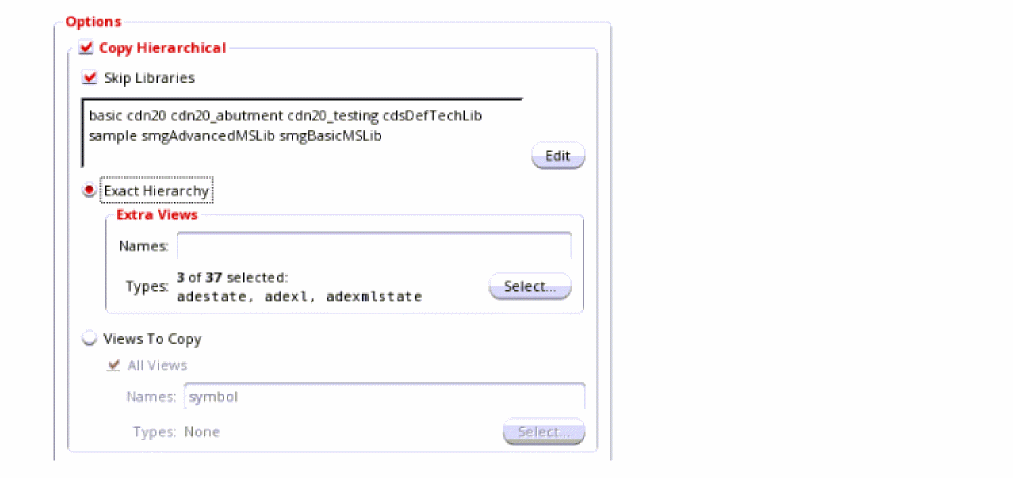 Options
Copy Hierarchical
Skip Libraries
basic cdn20 cdn20_abutment cdn20_testing cdsDefTechLib
sample smgAdvancedMSLib smgBasicMSLib
Edit
Exact Hierarchy
Extra Views
Names:
3 of 37 selected:
Types:
adestate, adexl, adexmlstate
Select...
Views To Copy
All Views
Names: symbol
Types: None
Select...